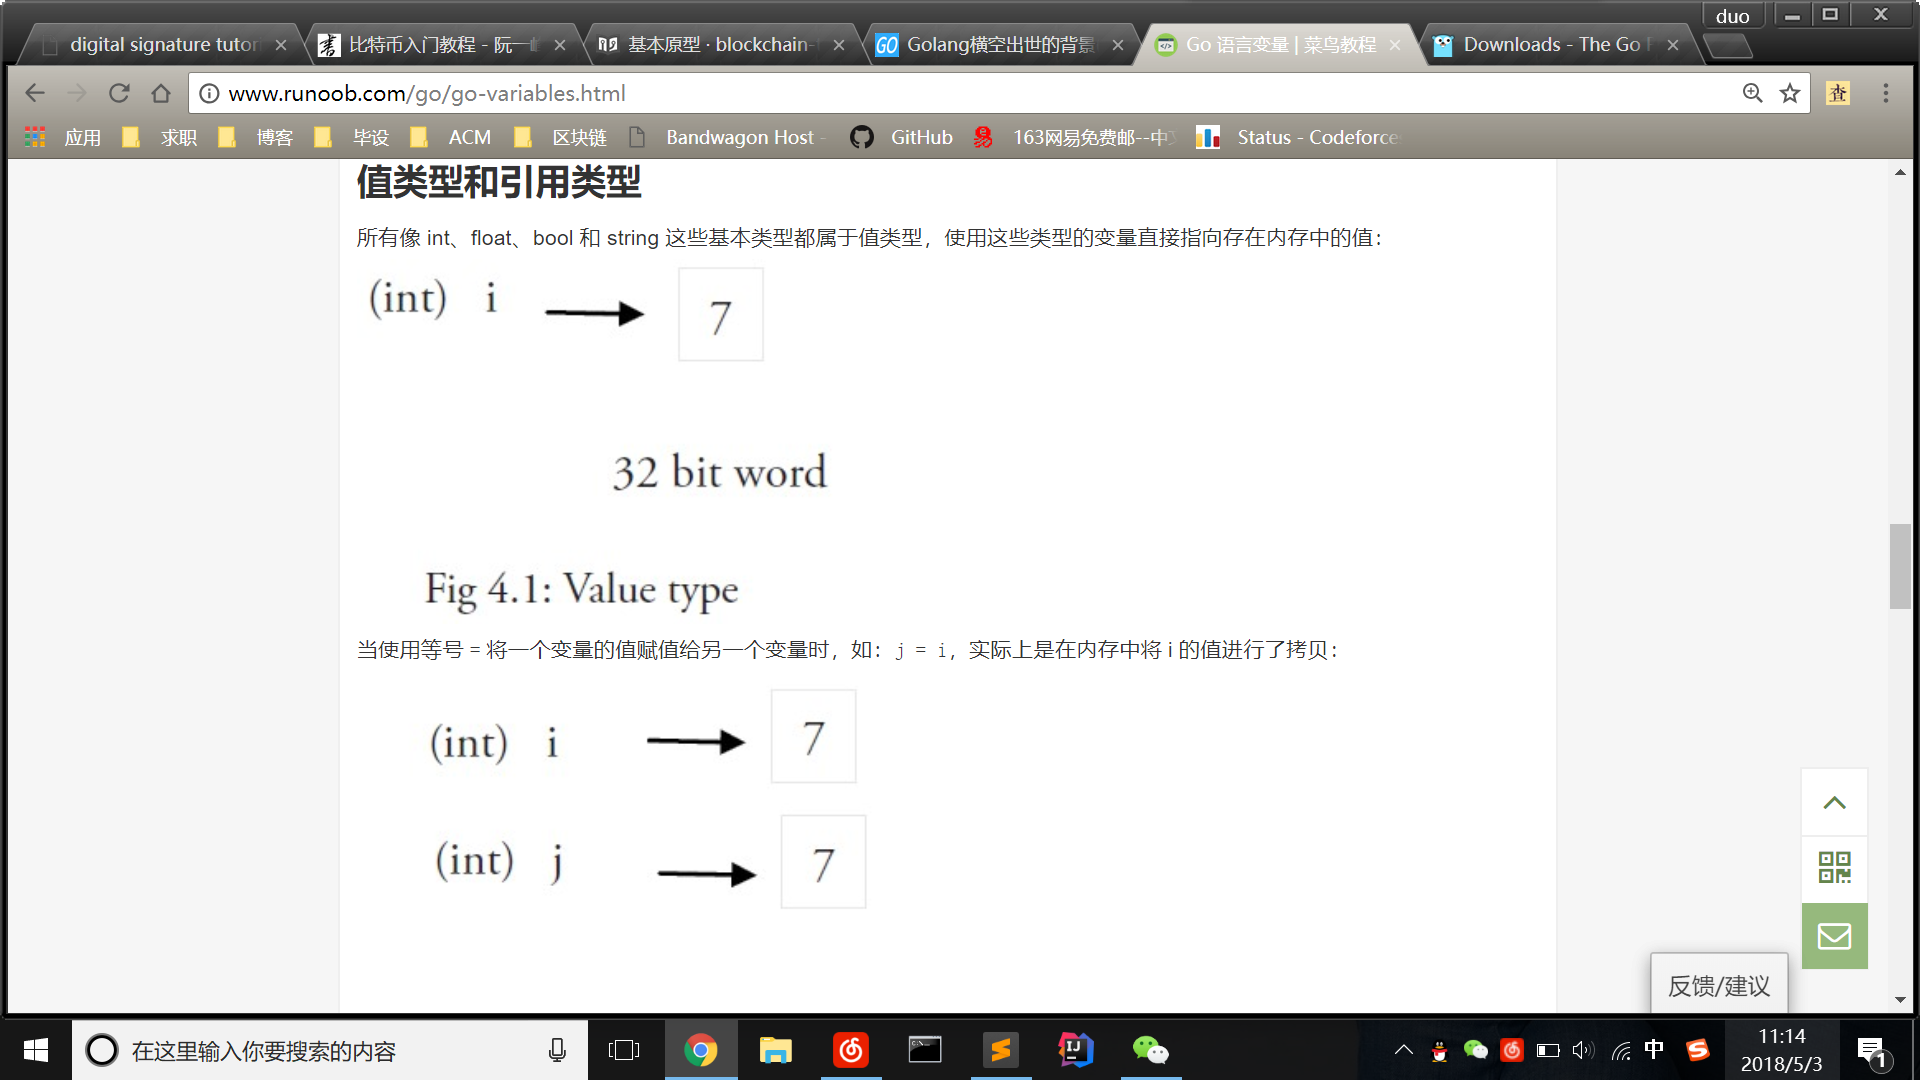 duo
digital signature tutor
比特币入门教程 - 阮一
基本原型 · blockchain-
GO Golang横空出世的背景
Go 语言变量 | 菜鸟教程
Downloads - The Go
www.runoob.com/go/go-variables.html
查
应用 求职 博客 毕设 ACM 区块链 Bandwagon Host - GitHub 163网易免费邮--中 Status - Codeforce
值类型和引用类型
所有像 int、float、bool 和 string 这些基本类型都属于值类型，使用这些类型的变量直接指向存在内存中的值：
(int) i 7
32 bit word
Fig 4.1: Value type
当使用等号 = 将一个变量的值赋值给另一个变量时，如：j = i，实际上是在内存中将 i 的值进行了拷贝：
(int) i 7
(int) j 7
反馈/建议
在这里输入你要搜索的内容
中
11:14
2018/5/3
1